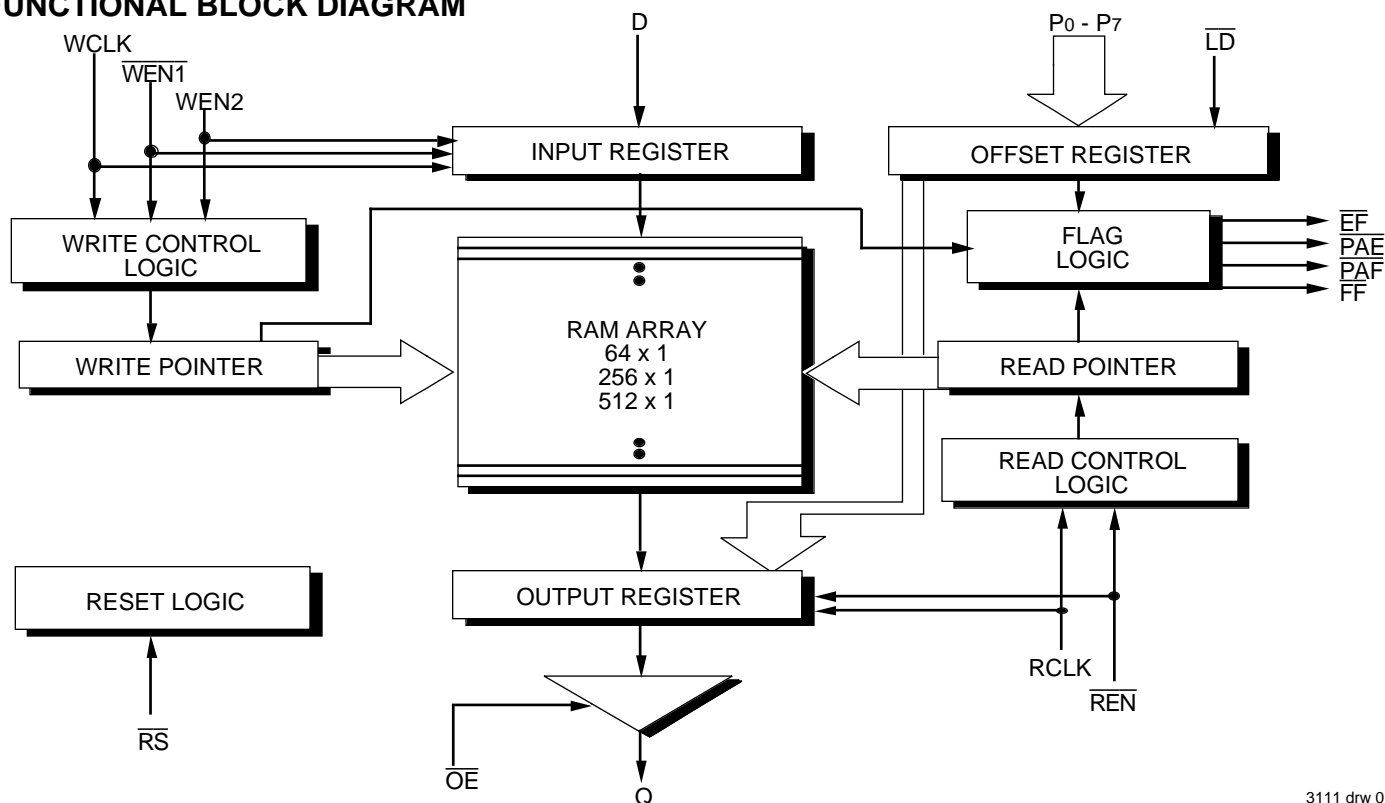 FUNCTIONAL BLOCK DIAGRAM
WCLK
WEN1
WEN2
D
P0 - P7
LD
INPUT REGISTER
OFFSET REGISTER
WRITE CONTROL
LOGIC
FLAG
LOGIC
EF
PAE
PAF
FF
WRITE POINTER
RAM ARRAY
64 x 1
256 x 1
512 x 1
READ POINTER
READ CONTROL
LOGIC
RESET LOGIC
OUTPUT REGISTER
RCLK
REN
RS
OE
Q
3111 drw 0